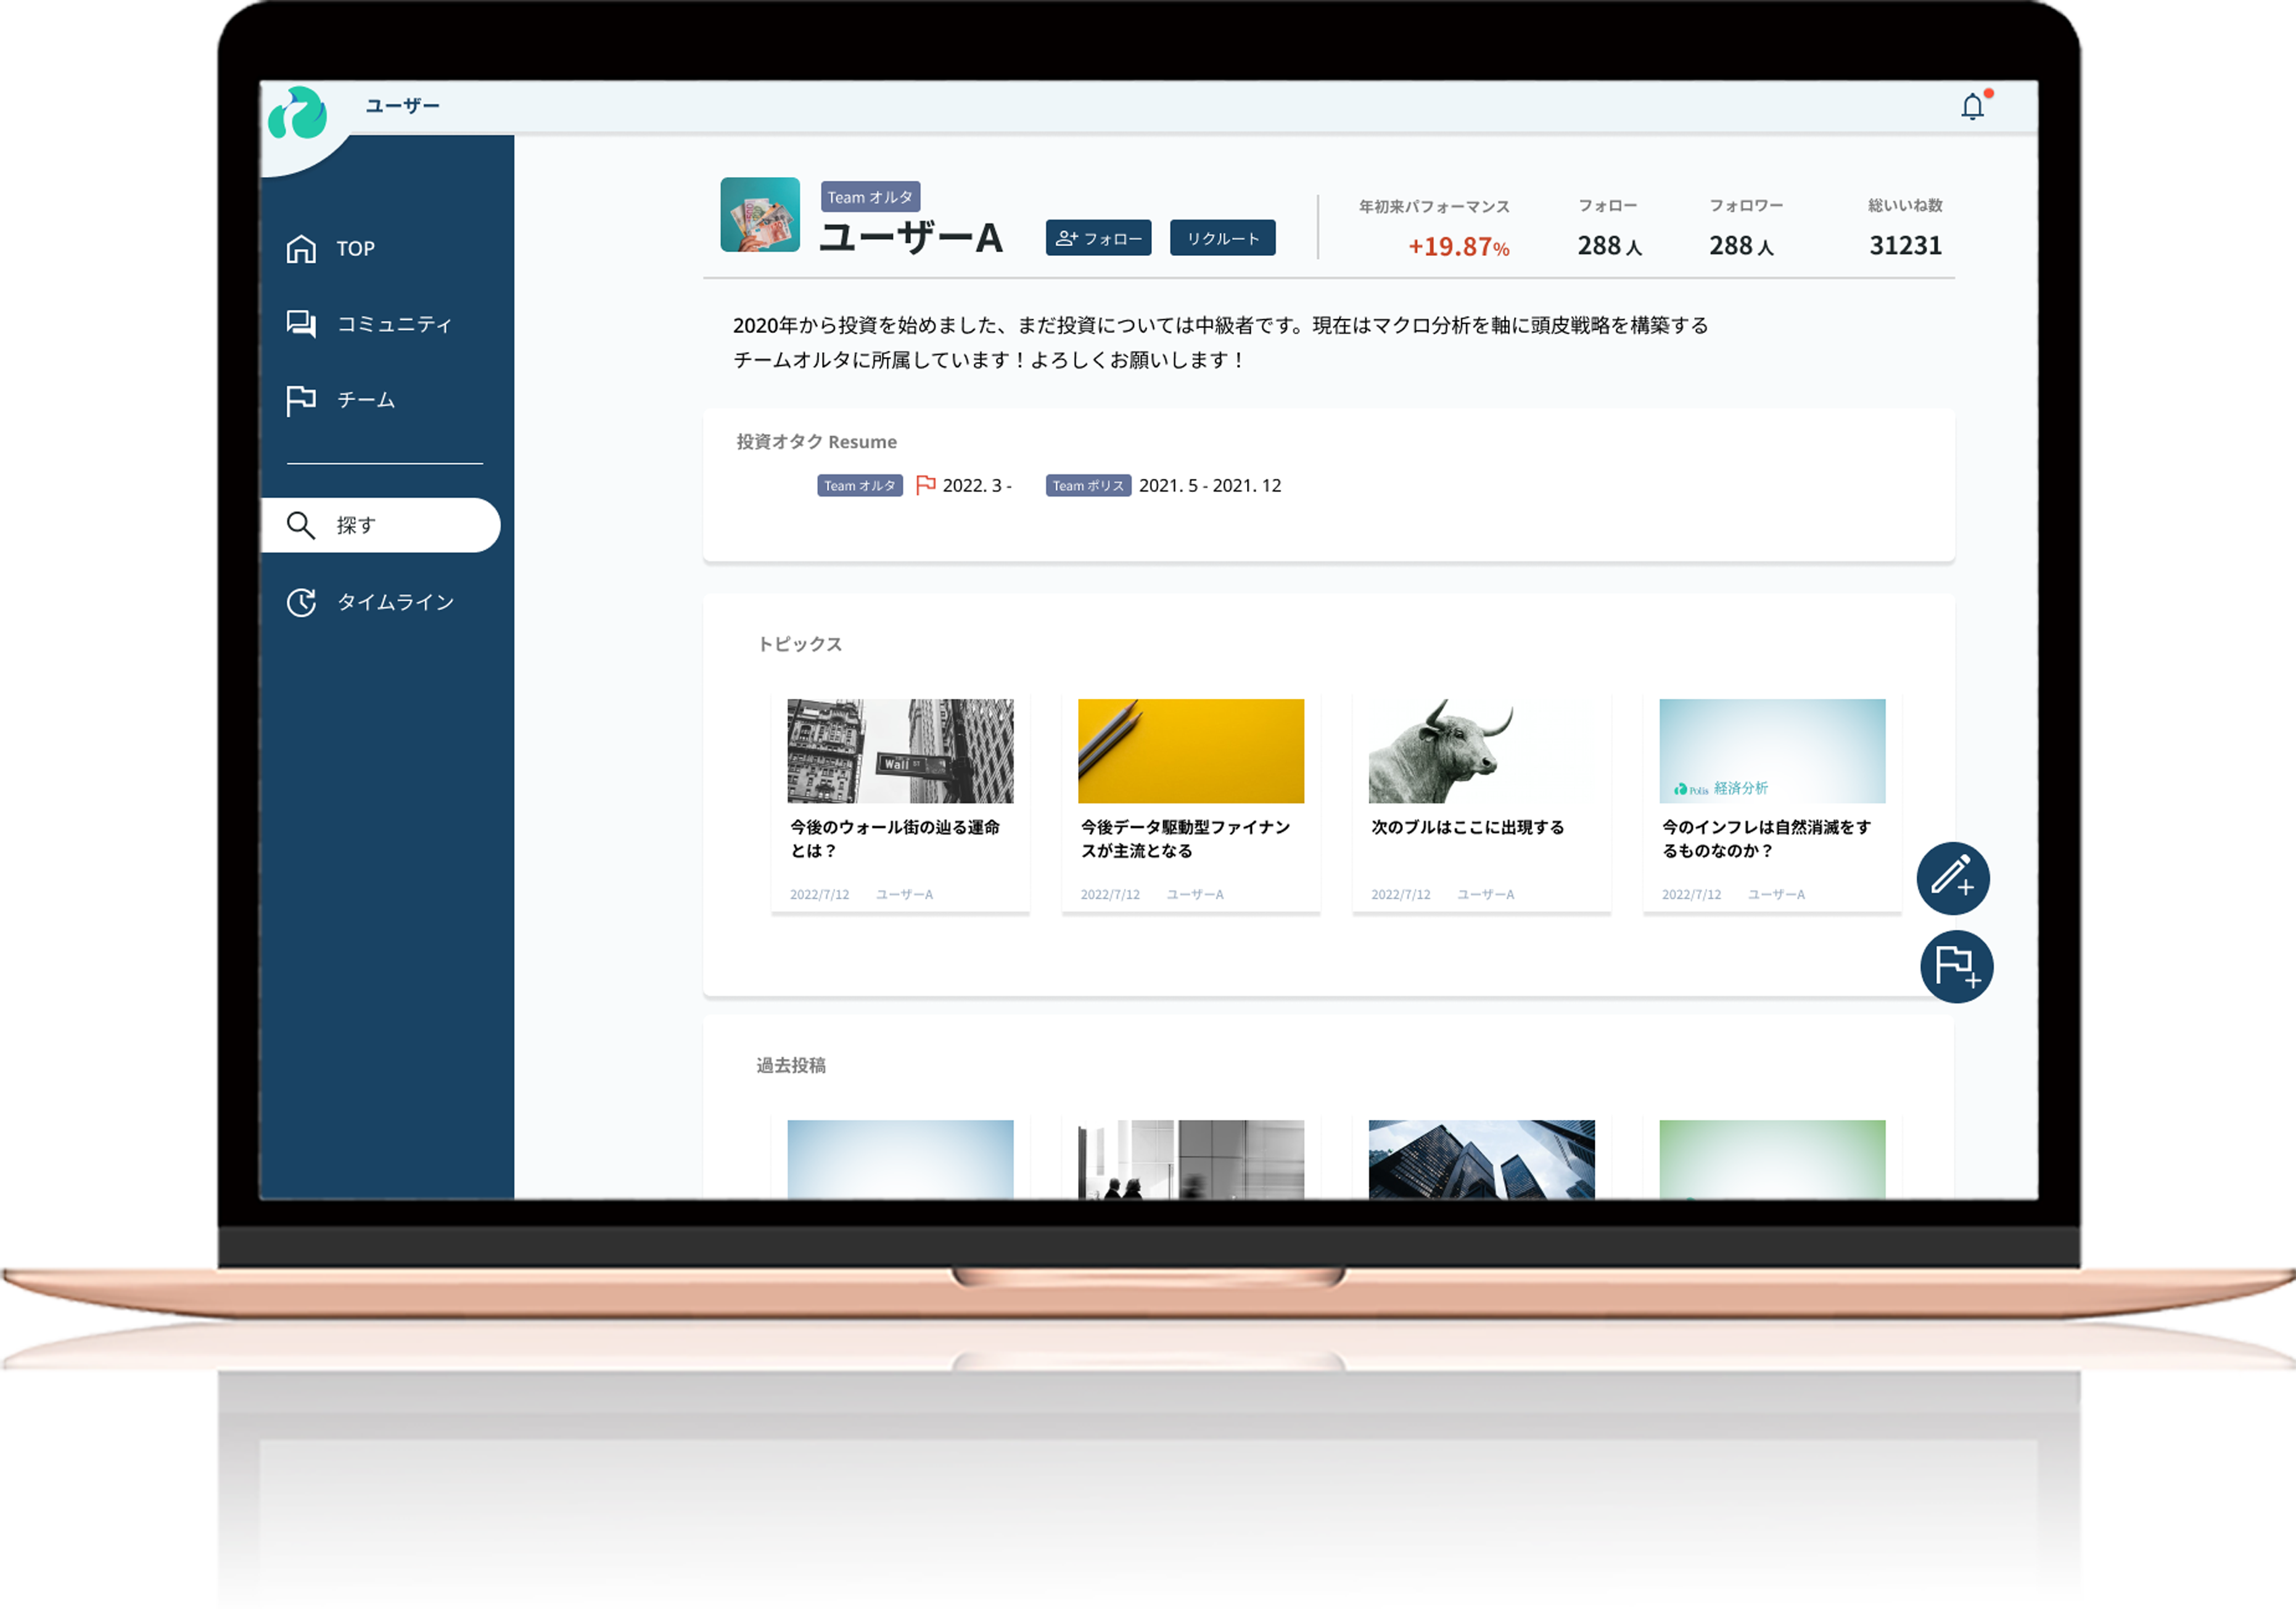 ユーザー
TOP
コミュニティ
チーム
探す
タイムライン
Team オルタ
ユーザーA
フォロー
リクルート
年初来パフォーマンス
+19.87%
フォロー
288 人
フォロワー
288 人
総いいね数
31231
2020年から投資を始めました、まだ投資については中級者です。現在はマクロ分析を軸に頭皮戦略を構築する
チームオルタに所属しています！よろしくお願いします！
投資オタク Resume
Team オルタ 2022. 3 - Team ポリス 2021. 5 - 2021. 12
トピックス
Wall ST
今後のウォール街の辿る運命
とは？
2022/7/12 ユーザーA
今後データ駆動型ファイナン
スが主流となる
2022/7/12 ユーザーA
次のブルはここに出現する
2022/7/12 ユーザーA
Polis 経済分析
今のインフレは自然消滅をす
るものなのか？
2022/7/12 ユーザーA
過去投稿